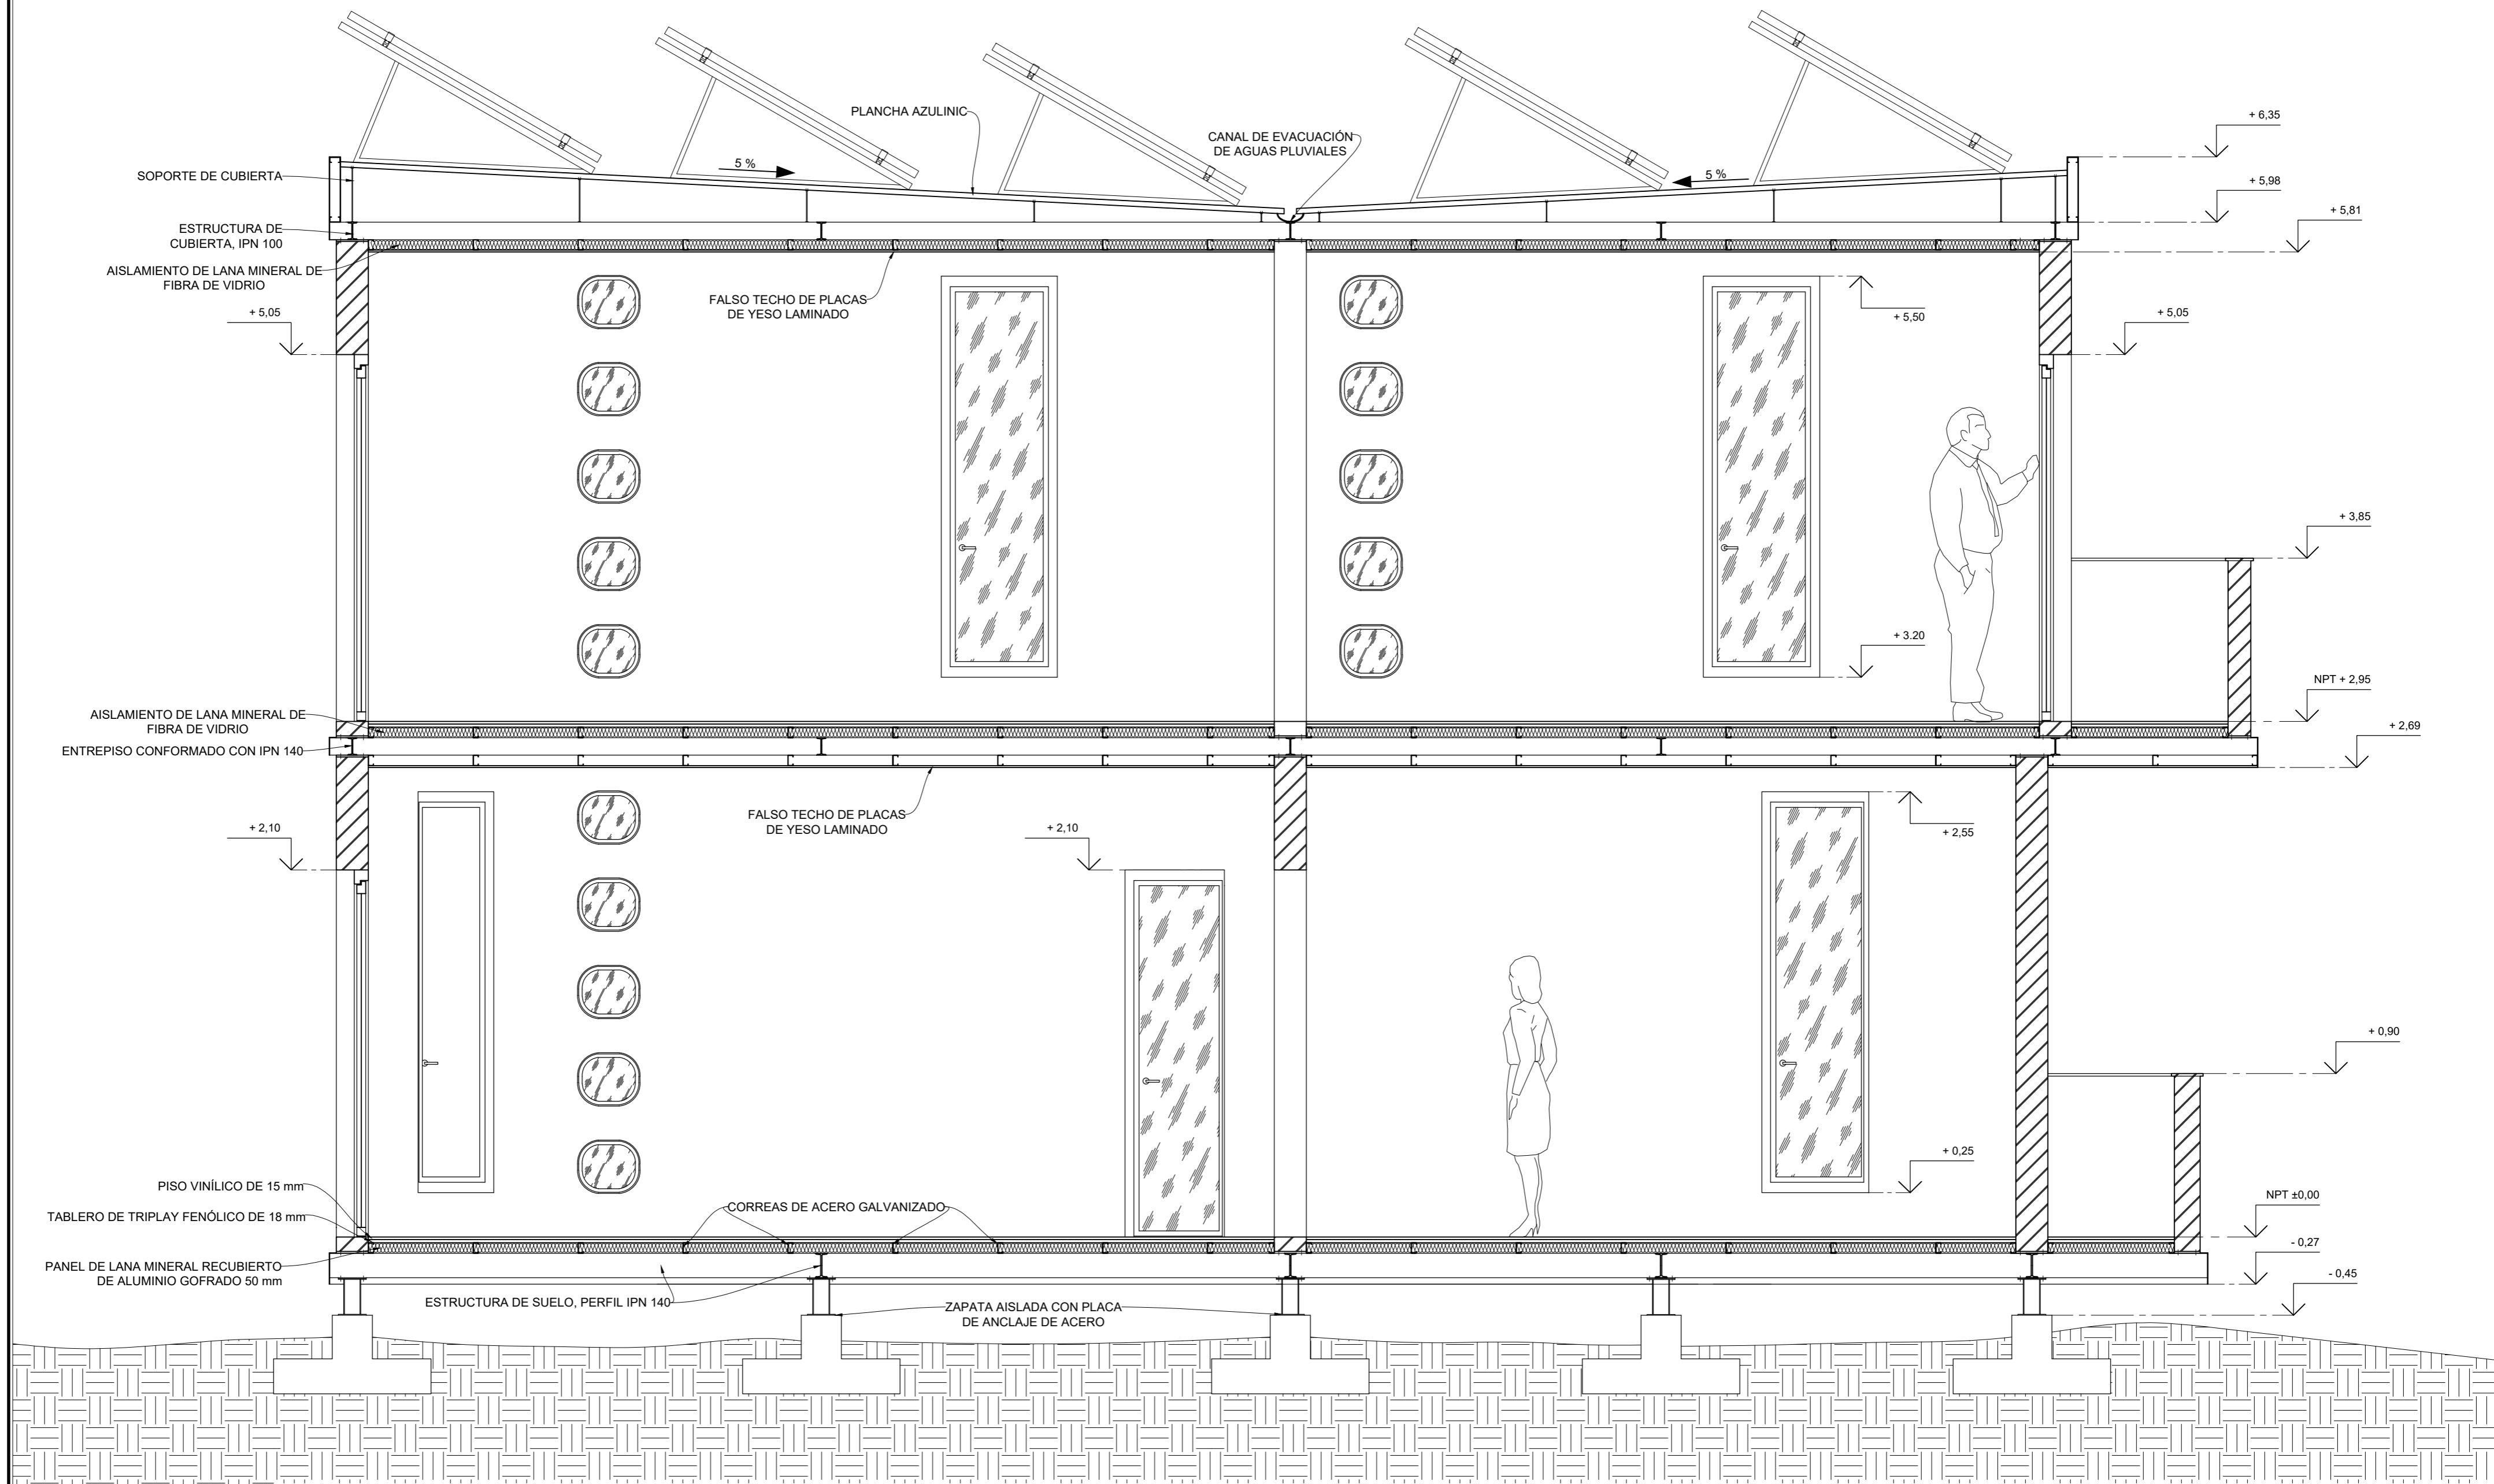 PLANCHA AZULINIC
CANAL DE EVACUACIÓN
DE AGUAS PLUVIALES
+ 6,35
5 %
5 %
SOPORTE DE CUBIERTA
+ 5,98
+ 5,81
ESTRUCTURA DE
CUBIERTA, IPN 100
AISLAMIENTO DE LANA MINERAL DE
FIBRA DE VIDRIO
FALSO TECHO DE PLACAS
DE YESO LAMINADO
+ 5,05
+ 5,50
+ 5,05
+ 3,85
+ 3.20
NPT + 2,95
AISLAMIENTO DE LANA MINERAL DE
FIBRA DE VIDRIO
ENTREPISO CONFORMADO CON IPN 140
+ 2,69
FALSO TECHO DE PLACAS
DE YESO LAMINADO
+ 2,10
+ 2,10
+ 2,55
+ 0,90
+ 0,25
PISO VINÍLICO DE 15 mm
TABLERO DE TRIPLAY FENÓLICO DE 18 mm
CORREAS DE ACERO GALVANIZADO
NPT ±0,00
PANEL DE LANA MINERAL RECUBIERTO
DE ALUMINIO GOFRADO 50 mm
- 0,27
- 0,45
ESTRUCTURA DE SUELO, PERFIL IPN 140
ZAPATA AISLADA CON PLACA
DE ANCLAJE DE ACERO